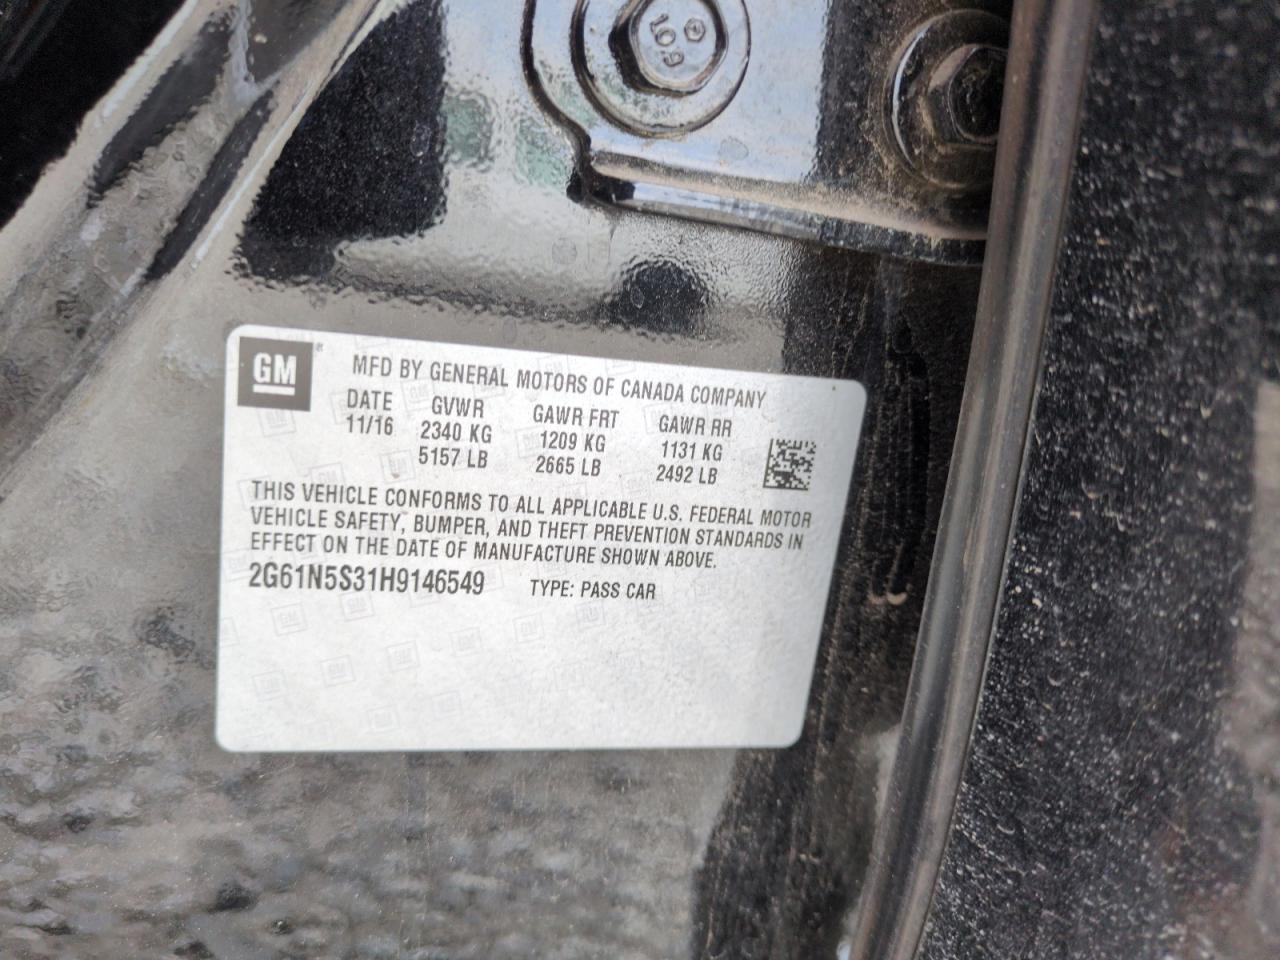 109
GM
MFD BY GENERAL MOTORS OF CANADA COMPANY
DATE GVWR GAWR FRT GAWR RR
11/16 2340 KG 1209 KG 1131 KG
5157 LB 2665 LB 2492 LB
THIS VEHICLE CONFORMS TO ALL APPLICABLE U.S. FEDERAL MOTOR
VEHICLE SAFETY, BUMPER, AND THEFT PREVENTION STANDARDS IN
EFFECT ON THE DATE OF MANUFACTURE SHOWN ABOVE.
2G61N5S31H9146549 TYPE: PASS CAR